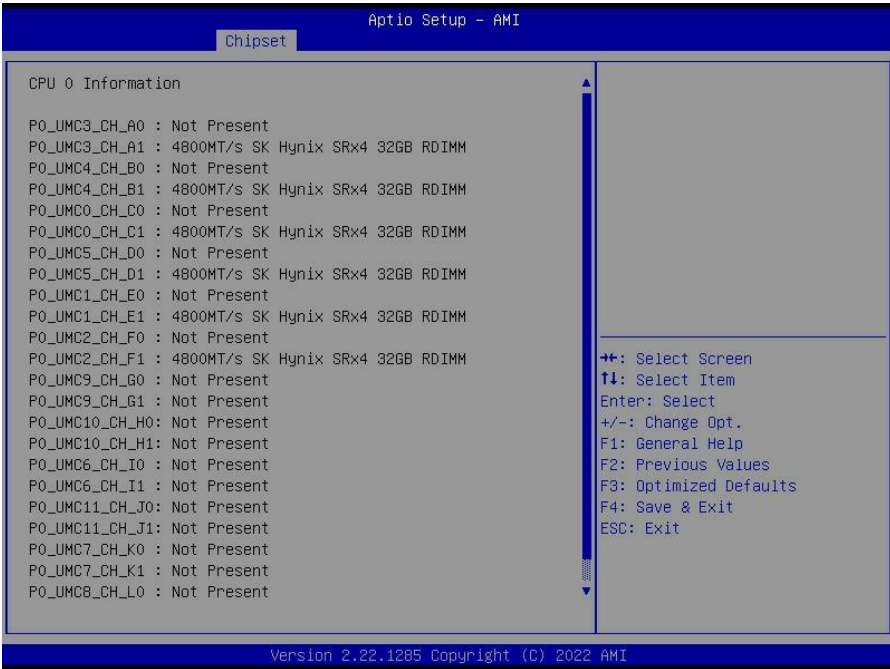 Aptio Setup - AMI
Chipset
CPU 0 Information
P0_UMC3_CH_A0 : Not Present
P0_UMC3_CH_A1 : 4800MT/s SK Hynix SRx4 32GB RDIMM
P0_UMC4_CH_B0 : Not Present
P0_UMC4_CH_B1 : 4800MT/s SK Hynix SRx4 32GB RDIMM
P0_UMC0_CH_C0 : Not Present
P0_UMC0_CH_C1 : 4800MT/s SK Hynix SRx4 32GB RDIMM
P0_UMC5_CH_D0 : Not Present
P0_UMC5_CH_D1 : 4800MT/s SK Hynix SRx4 32GB RDIMM
P0_UMC1_CH_E0 : Not Present
P0_UMC1_CH_E1 : 4800MT/s SK Hynix SRx4 32GB RDIMM
P0_UMC2_CH_F0 : Not Present
P0_UMC2_CH_F1 : 4800MT/s SK Hynix SRx4 32GB RDIMM
P0_UMC9_CH_G0 : Not Present
P0_UMC9_CH_G1 : Not Present
P0_UMC10_CH_H0: Not Present
P0_UMC10_CH_H1: Not Present
P0_UMC6_CH_I0 : Not Present
P0_UMC6_CH_I1 : Not Present
P0_UMC11_CH_J0: Not Present
P0_UMC11_CH_J1: Not Present
P0_UMC7_CH_K0 : Not Present
P0_UMC7_CH_K1 : Not Present
P0_UMC8_CH_L0 : Not Present
→←: Select Screen
↑↓: Select Item
Enter: Select
+/-: Change Opt.
F1: General Help
F2: Previous Values
F3: Optimized Defaults
F4: Save & Exit
ESC: Exit
Version 2.22.1285 Copyright (C) 2022 AMI